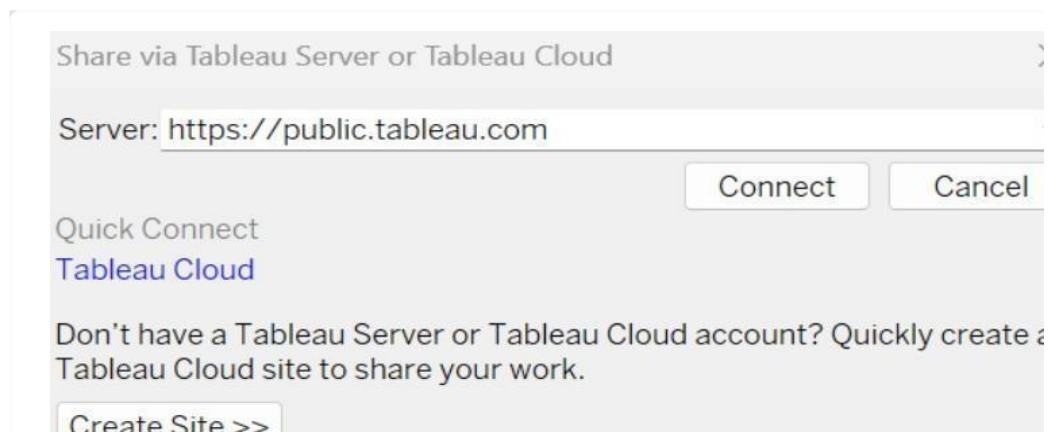 Share via Tableau Server or Tableau Cloud
Server: https://public.tableau.com
Connect Cancel
Quick Connect
Tableau Cloud
Don't have a Tableau Server or Tableau Cloud account? Quickly create a
Tableau Cloud site to share your work.
Create Site >>